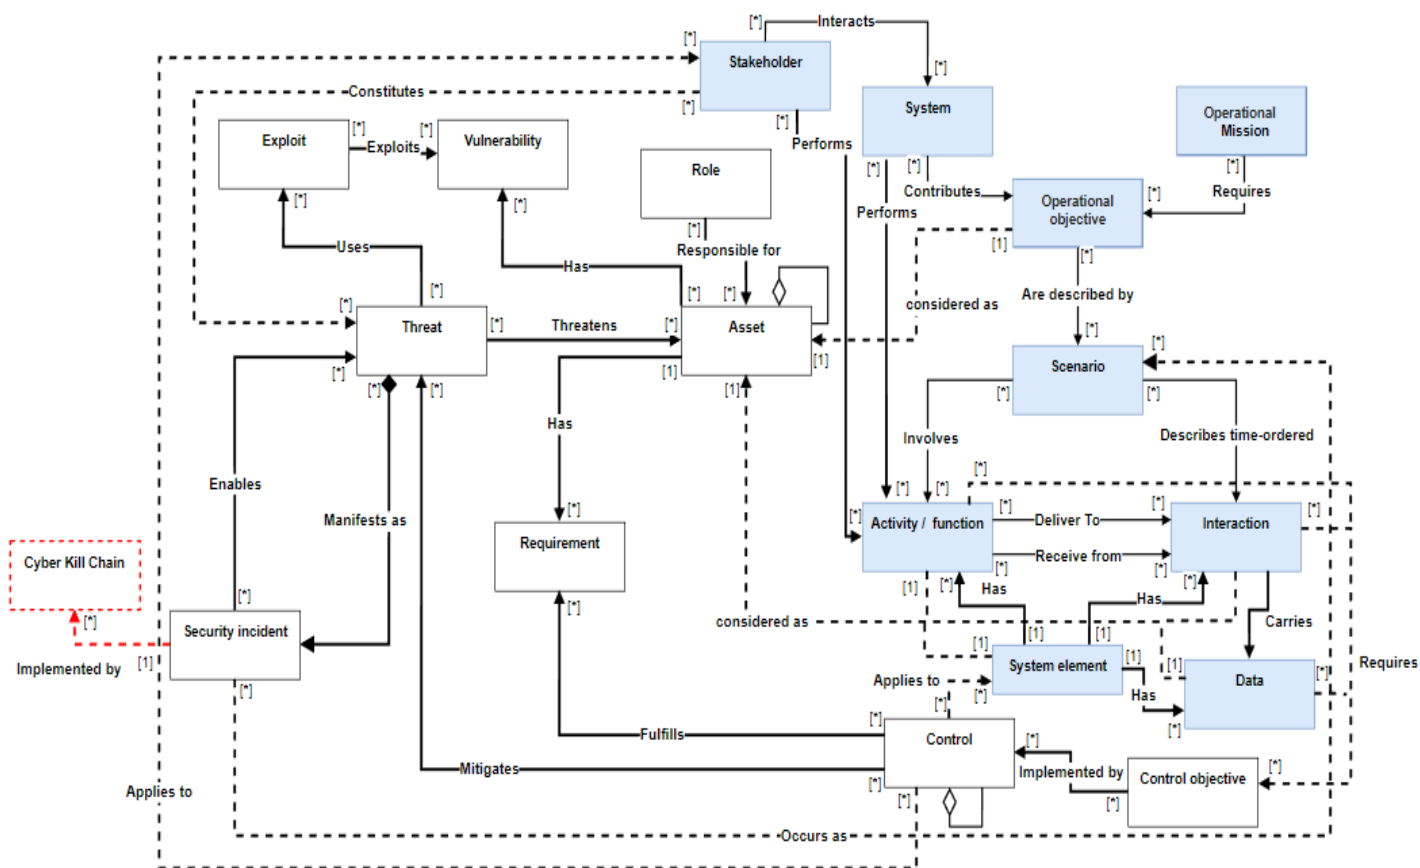 [*]
Interacts
[*]
Stakeholder
[*]
Constitutes
[*]
[*]
System
Operational
Mission
[*]
Exploit
[*]
Exploits
[*]
Vulnerability
Performs
[*]
[*]
[*]
Role
Contributes
Requires
[*]
[*]
[*]
[*]
Operational
objective
Performs
[*]
Responsible for
[1]
[*]
Uses
Has
[*]
[*]
[*]
[*]
considered as
Are described by
[*]
Threat
[*]
Threatens
[*]
Asset
[*]
[*]
[1]
Scenario
[*]
[*]
[*]
[1]
[1]
[*]
[*]
Has
Involves
Describes time-ordered
[*]
Enables
[*]
[*]
[*]
[*]
[*]
Manifests as
[*]
[*]
Activity / function
Deliver To
Interaction
[*]
Requirement
Receive from
Cyber Kill Chain
[*]
[*]
[1]
[*]
[*]
Has
[*]
[*]
Has
[*]
Security incident
considered as
Carries
[1]
[1]
Implemented by
[1]
[1]
System element
[1]
[1]
Data
[*]
Requires
[*]
Applies to
[*]
Has
[*]
[*]
[*]
Fulfills
Control
[*]
Mitigates
Implemented by
Control objective
[*]
Applies to
[*]
[*]
[*]
Occurs as